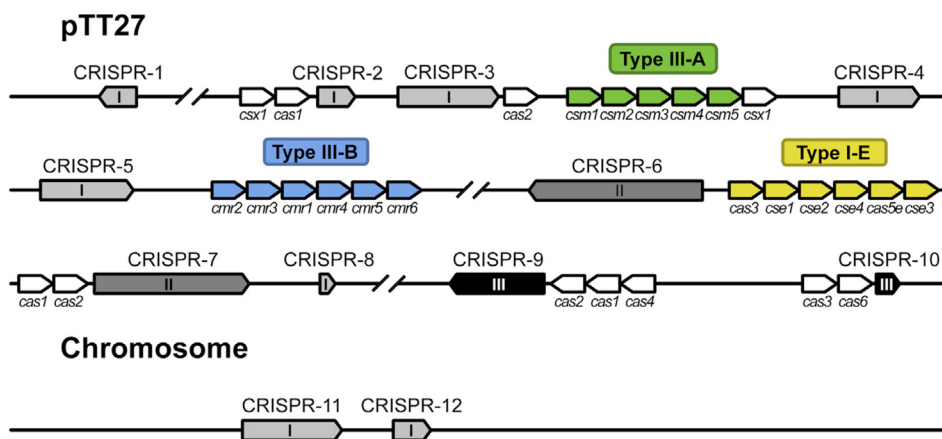 pTT27
Type III-A
CRISPR-1 CRISPR-2 CRISPR-3 CRISPR-4
I I I I
csx1 cas1 cas2 csm1 csm2 csm3 csm4 csm5 csx1
CRISPR-5 Type III-B CRISPR-6 Type I-E
I II
cmr2 cmr3 cmr1 cmr4 cmr5 cmr6 cas3 cse1 cse2 cse4 cas5e cse3
CRISPR-7 CRISPR-8 CRISPR-9 CRISPR-10
II I III III
cas1 cas2 cas2 cas1 cas4 cas3 cas6
Chromosome
CRISPR-11 CRISPR-12
I I